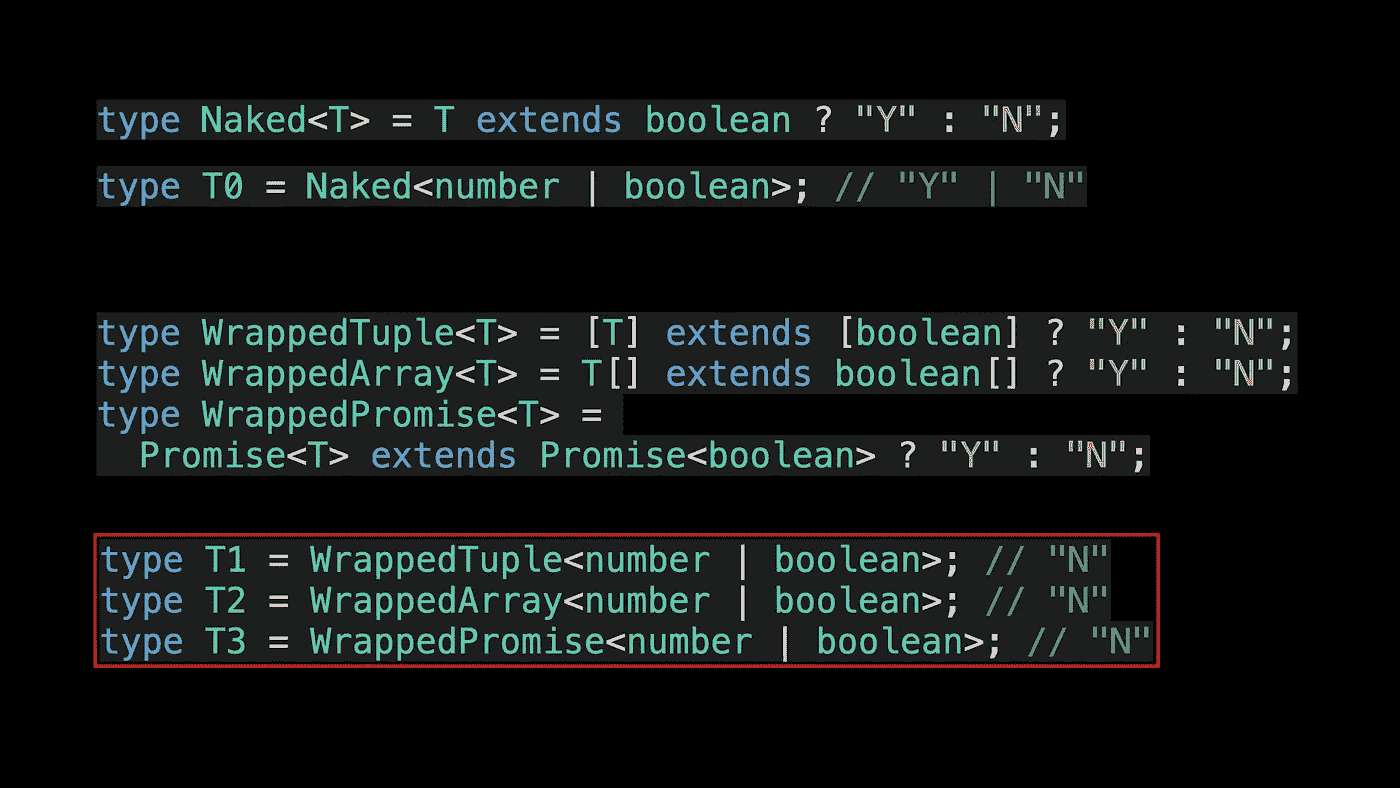 type Naked<T> = T extends boolean ? "Y" : "N";
type T0 = Naked<number | boolean>; // "Y" | "N"
type WrappedTuple<T> = [T] extends [boolean] ? "Y" : "N";
type WrappedArray<T> = T[] extends boolean[] ? "Y" : "N";
type WrappedPromise<T> =
  Promise<T> extends Promise<boolean> ? "Y" : "N";
type T1 = WrappedTuple<number | boolean>; // "N"
type T2 = WrappedArray<number | boolean>; // "N"
type T3 = WrappedPromise<number | boolean>; // "N"